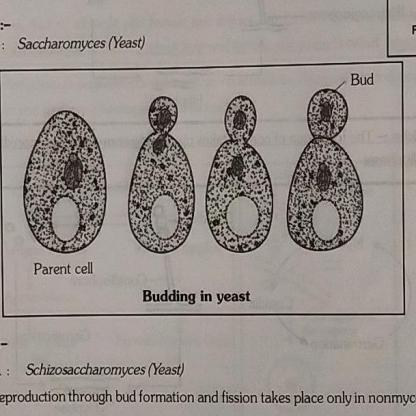 :–
: Saccharomyces (Yeast)
Bud
Parent cell
Budding in yeast
–
: Schizosaccharomyces (Yeast)
eproduction through bud formation and fission takes place only in nonmyc